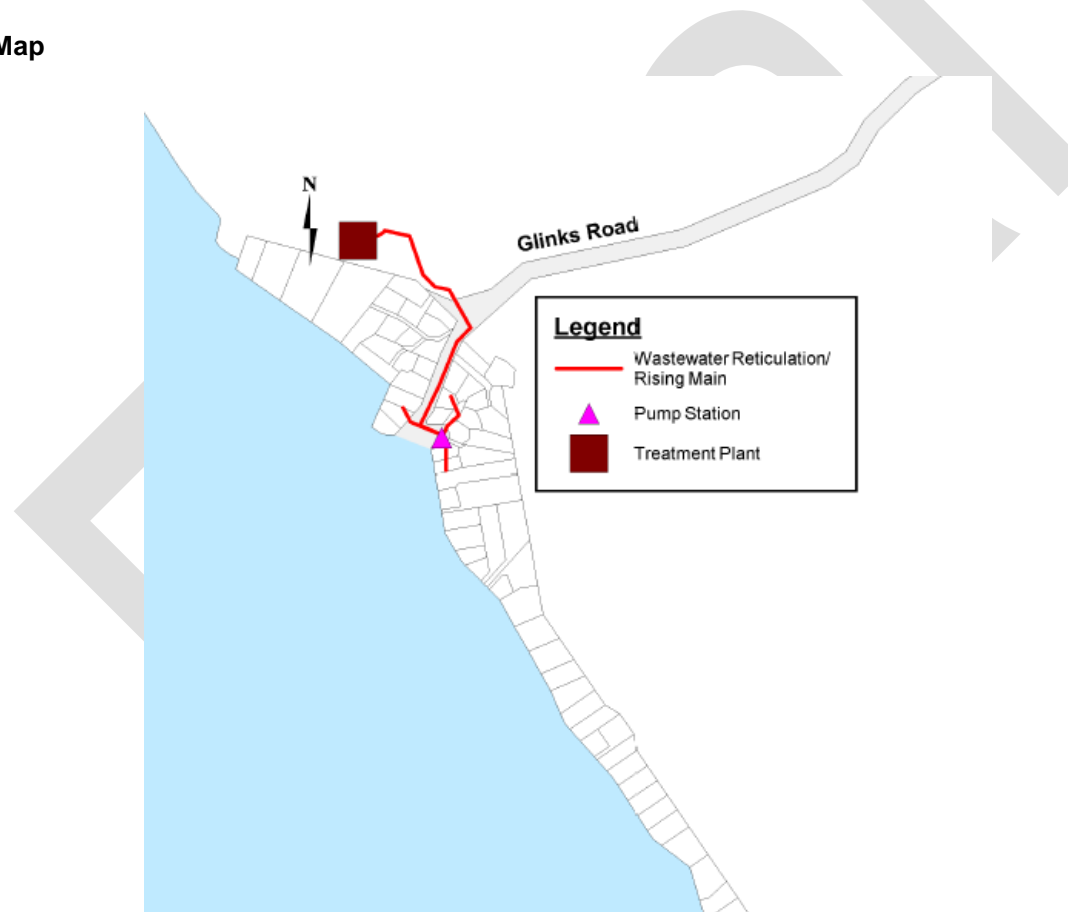 Map
N
Glinks Road
Legend
Wastewater Reticulation/
Rising Main
Pump Station
Treatment Plant